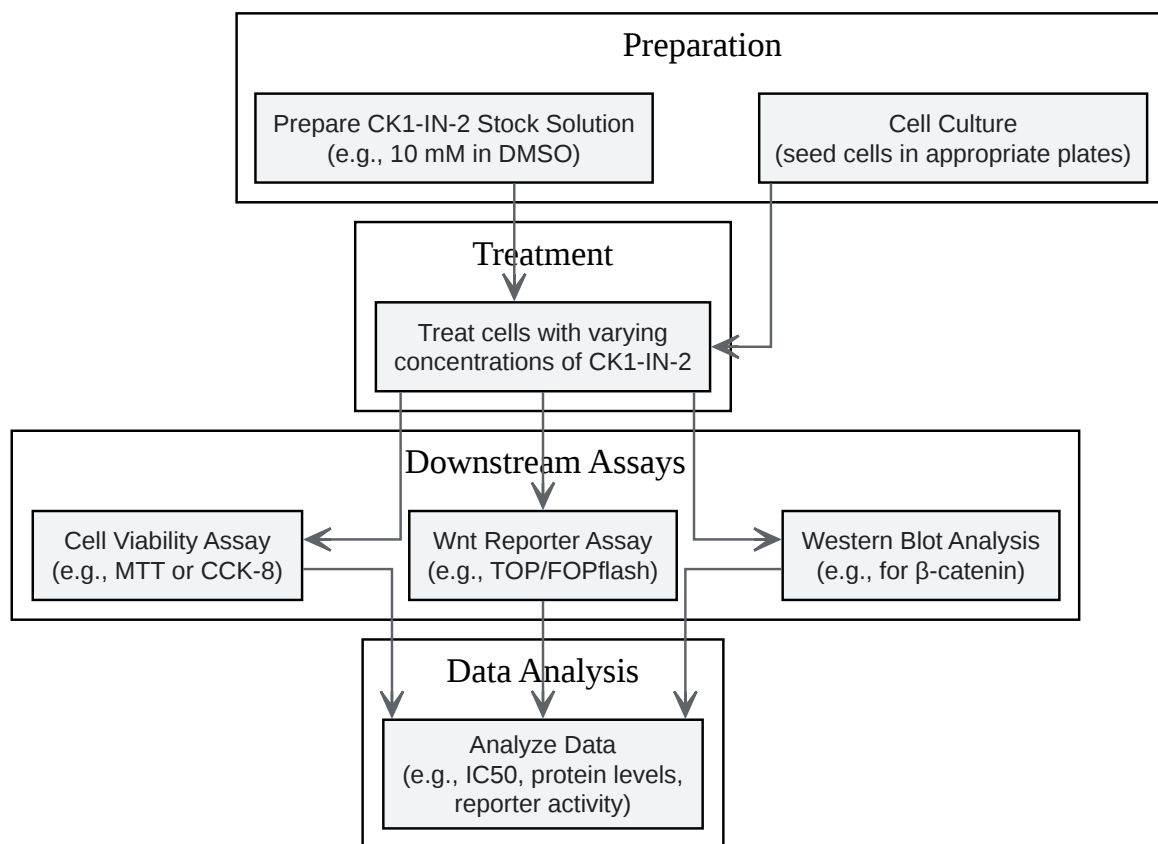 Preparation
Prepare CK1-IN-2 Stock Solution
(e.g., 10 mM in DMSO)
Cell Culture
(seed cells in appropriate plates)
Treatment
Treat cells with varying
concentrations of CK1-IN-2
Downstream Assays
Cell Viability Assay
(e.g., MTT or CCK-8)
Wnt Reporter Assay
(e.g., TOP/FOPflash)
Western Blot Analysis
(e.g., for β-catenin)
Data Analysis
Analyze Data
(e.g., IC50, protein levels,
reporter activity)